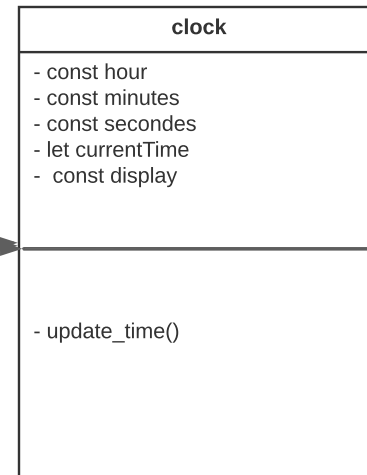 clock
- const hour
- const minutes
- const secondes
- let currentTime
- const display
- update_time()